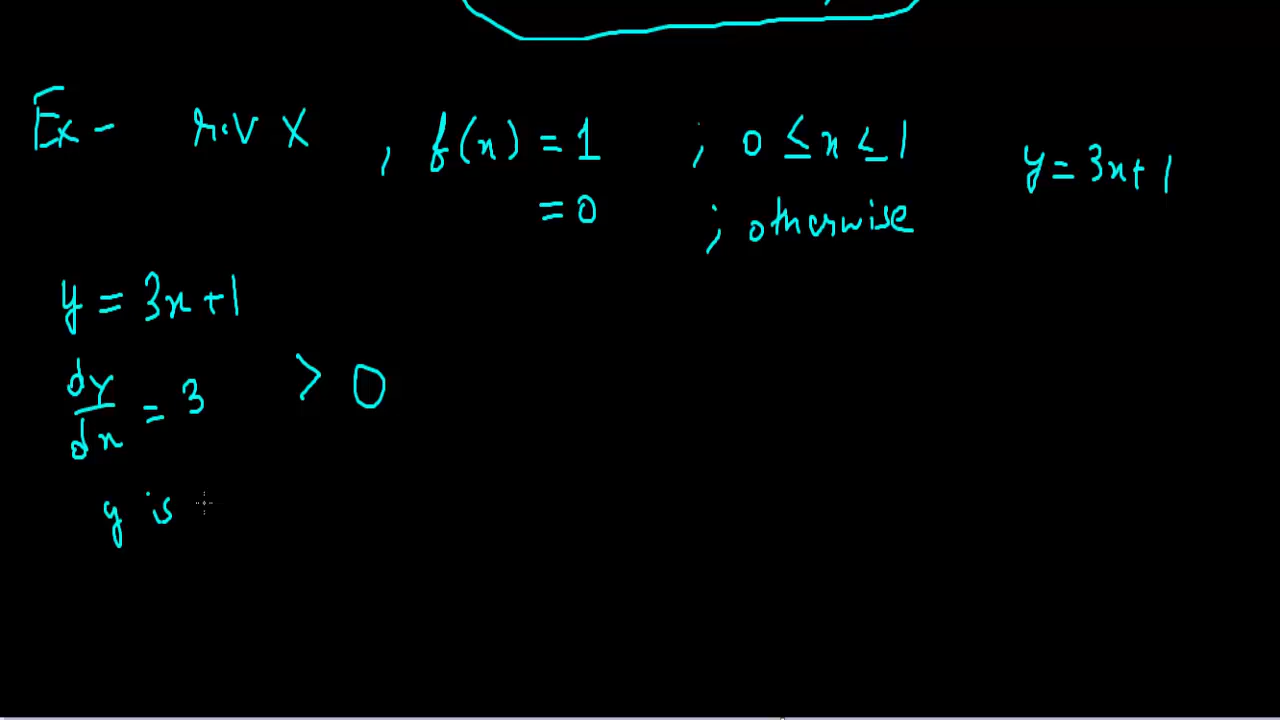 Ex - r.v X , f(x) = 1 ; 0 ≤ x ≤ 1 y = 3x + 1
= 0 ; otherwise
y = 3x + 1
dy/dx = 3 > 0
y is